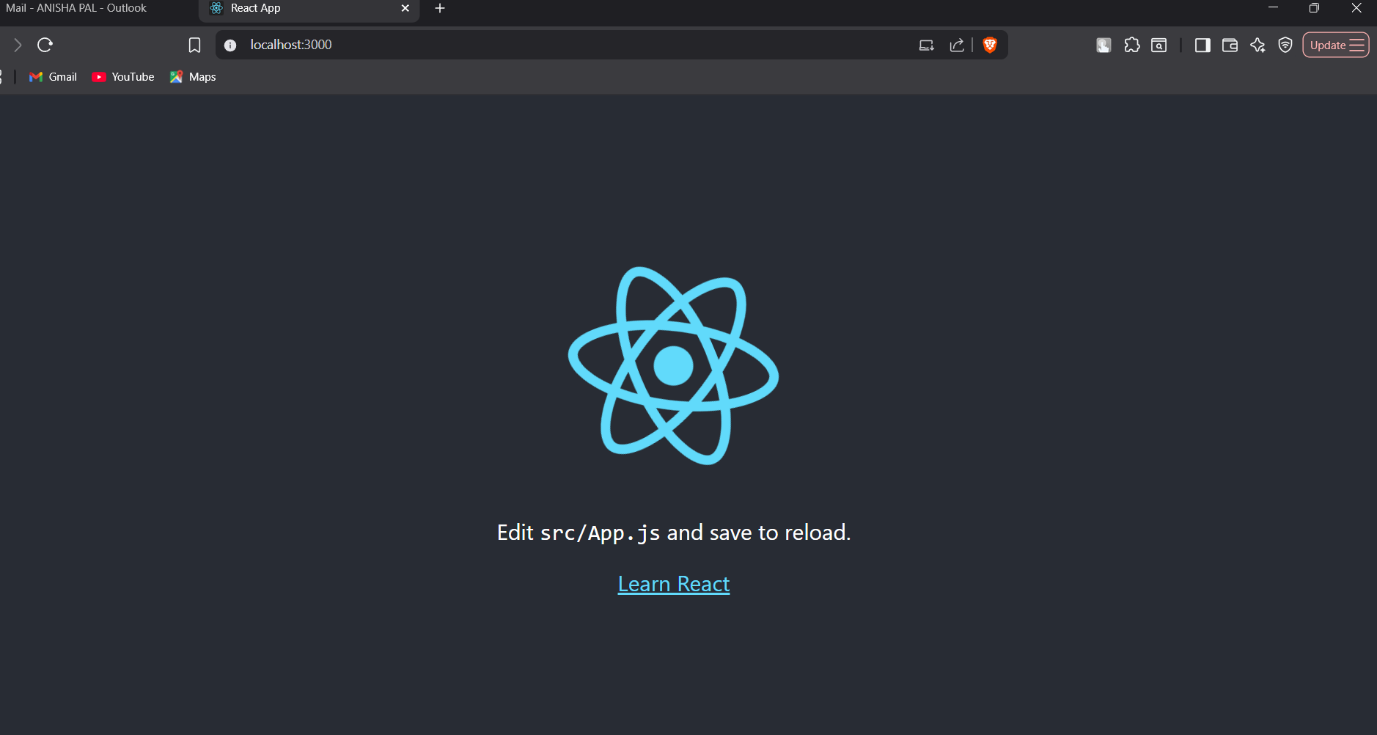 Mail - ANISHA PAL - Outlook
React App
localhost:3000
Update
Gmail
YouTube
Maps
Edit src/App.js and save to reload.
Learn React